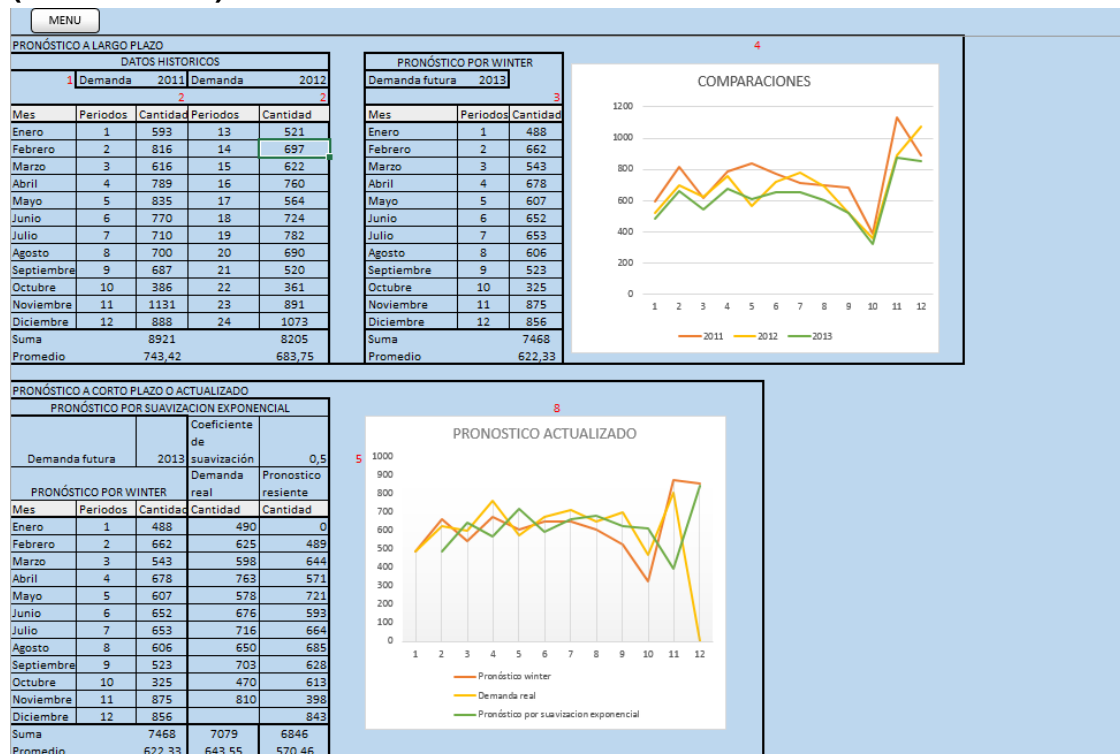 MENU
PRONÓSTICO A LARGO PLAZO
4
DATOS HISTORICOS
1 Demanda 2011 Demanda 2012
2 2
Mes Periodos Cantidad Periodos Cantidad
Enero 1 593 13 521
Febrero 2 816 14 697
Marzo 3 616 15 622
Abril 4 789 16 760
Mayo 5 835 17 564
Junio 6 770 18 724
Julio 7 710 19 782
Agosto 8 700 20 690
Septiembre 9 687 21 520
Octubre 10 386 22 361
Noviembre 11 1131 23 891
Diciembre 12 888 24 1073
Suma 8921 8205
Promedio 743,42 683,75
PRONÓSTICO POR WINTER
Demanda futura 2013
3
Mes Periodos Cantidad
Enero 1 488
Febrero 2 662
Marzo 3 543
Abril 4 678
Mayo 5 607
Junio 6 652
Julio 7 653
Agosto 8 606
Septiembre 9 523
Octubre 10 325
Noviembre 11 875
Diciembre 12 856
Suma 7468
Promedio 622,33
COMPARACIONES
1200
1000
800
600
400
200
0
1 2 3 4 5 6 7 8 9 10 11 12
2011 2012 2013
PRONÓSTICO A CORTO PLAZO O ACTUALIZADO
PRONÓSTICO POR SUAVIZACION EXPONENCIAL
8
Coeficiente
de
Demanda futura 2013 suavización 0,5 5
Demanda Pronostico
PRONÓSTICO POR WINTER real resiente
Mes Periodos Cantidad Cantidad Cantidad
Enero 1 488 490 0
Febrero 2 662 625 489
Marzo 3 543 598 644
Abril 4 678 763 571
Mayo 5 607 578 721
Junio 6 652 676 593
Julio 7 653 716 664
Agosto 8 606 650 685
Septiembre 9 523 703 628
Octubre 10 325 470 613
Noviembre 11 875 810 398
Diciembre 12 856 843
Suma 7468 7079 6846
Promedio 622,33 643,55 570,46
PRONOSTICO ACTUALIZADO
1000
900
800
700
600
500
400
300
200
100
0
1 2 3 4 5 6 7 8 9 10 11 12
Pronóstico winter
Demanda real
Pronóstico por suavizacion exponencial